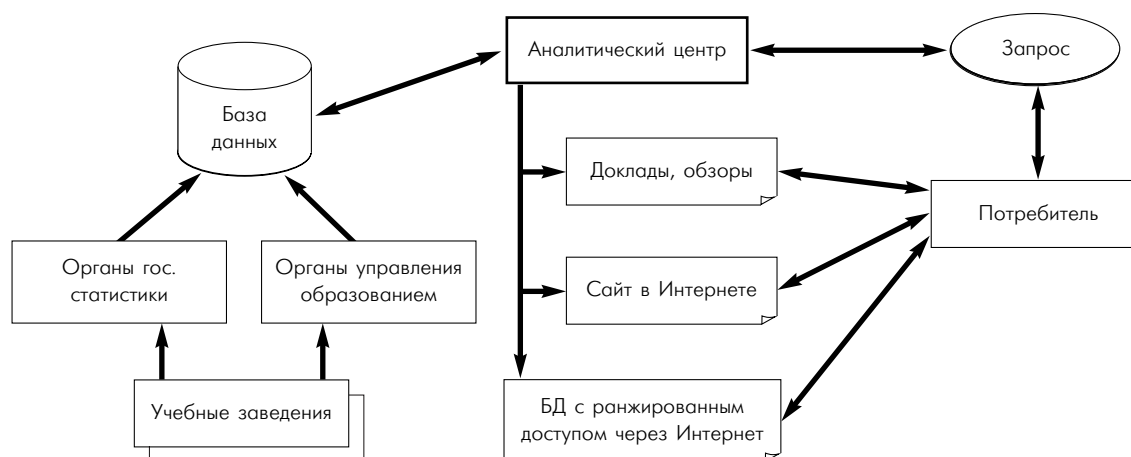 Аналитический центр
Запрос
База
данных
Доклады, обзоры
Потребитель
Органы гос.
статистики
Органы управления
образованием
Сайт в Интернете
Учебные заведения
БД с ранжированным
доступом через Интернет